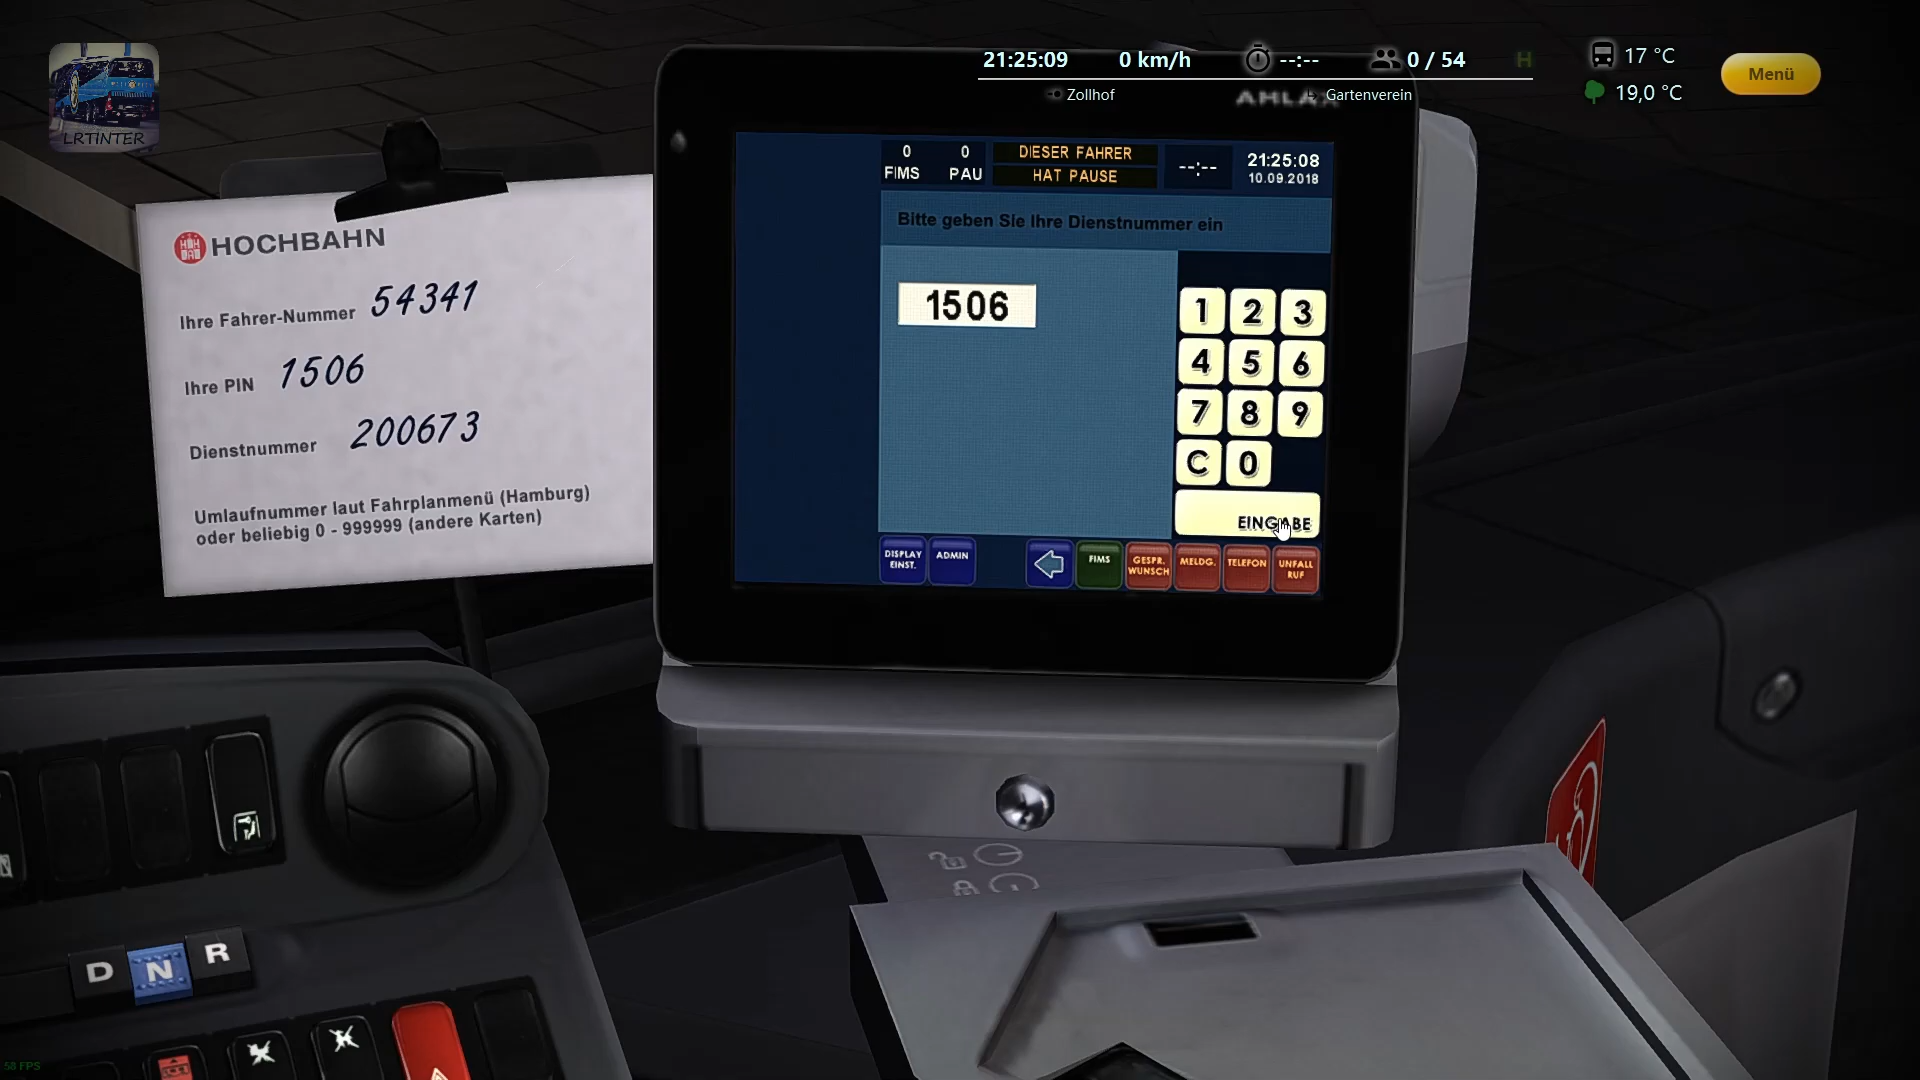 LRTINTER
21:25:09 0 km/h --:-- 0 / 54 H 17 °C
19,0 °C
Menü
Zollhof Gartenverein
0 FIMS
0 PAU
DIESER FAHRER
HAT PAUSE
--:--
21:25:08
10.09.2018
Bitte geben Sie Ihre Dienstnummer ein
1506
1 2 3
4 5 6
7 8 9
C 0
EINGABE
DISPLAY EINST.
ADMIN
FIMS
GESPR. WUNSCH
MELDG.
TELEFON
UNFALL RUF
HOCHBAHN
Ihre Fahrer-Nummer 54341
Ihre PIN 1506
Dienstnummer 200673
Umlaufnummer laut Fahrplanmenü (Hamburg)
oder beliebig 0 - 999999 (andere Karten)
D N R
58 FPS